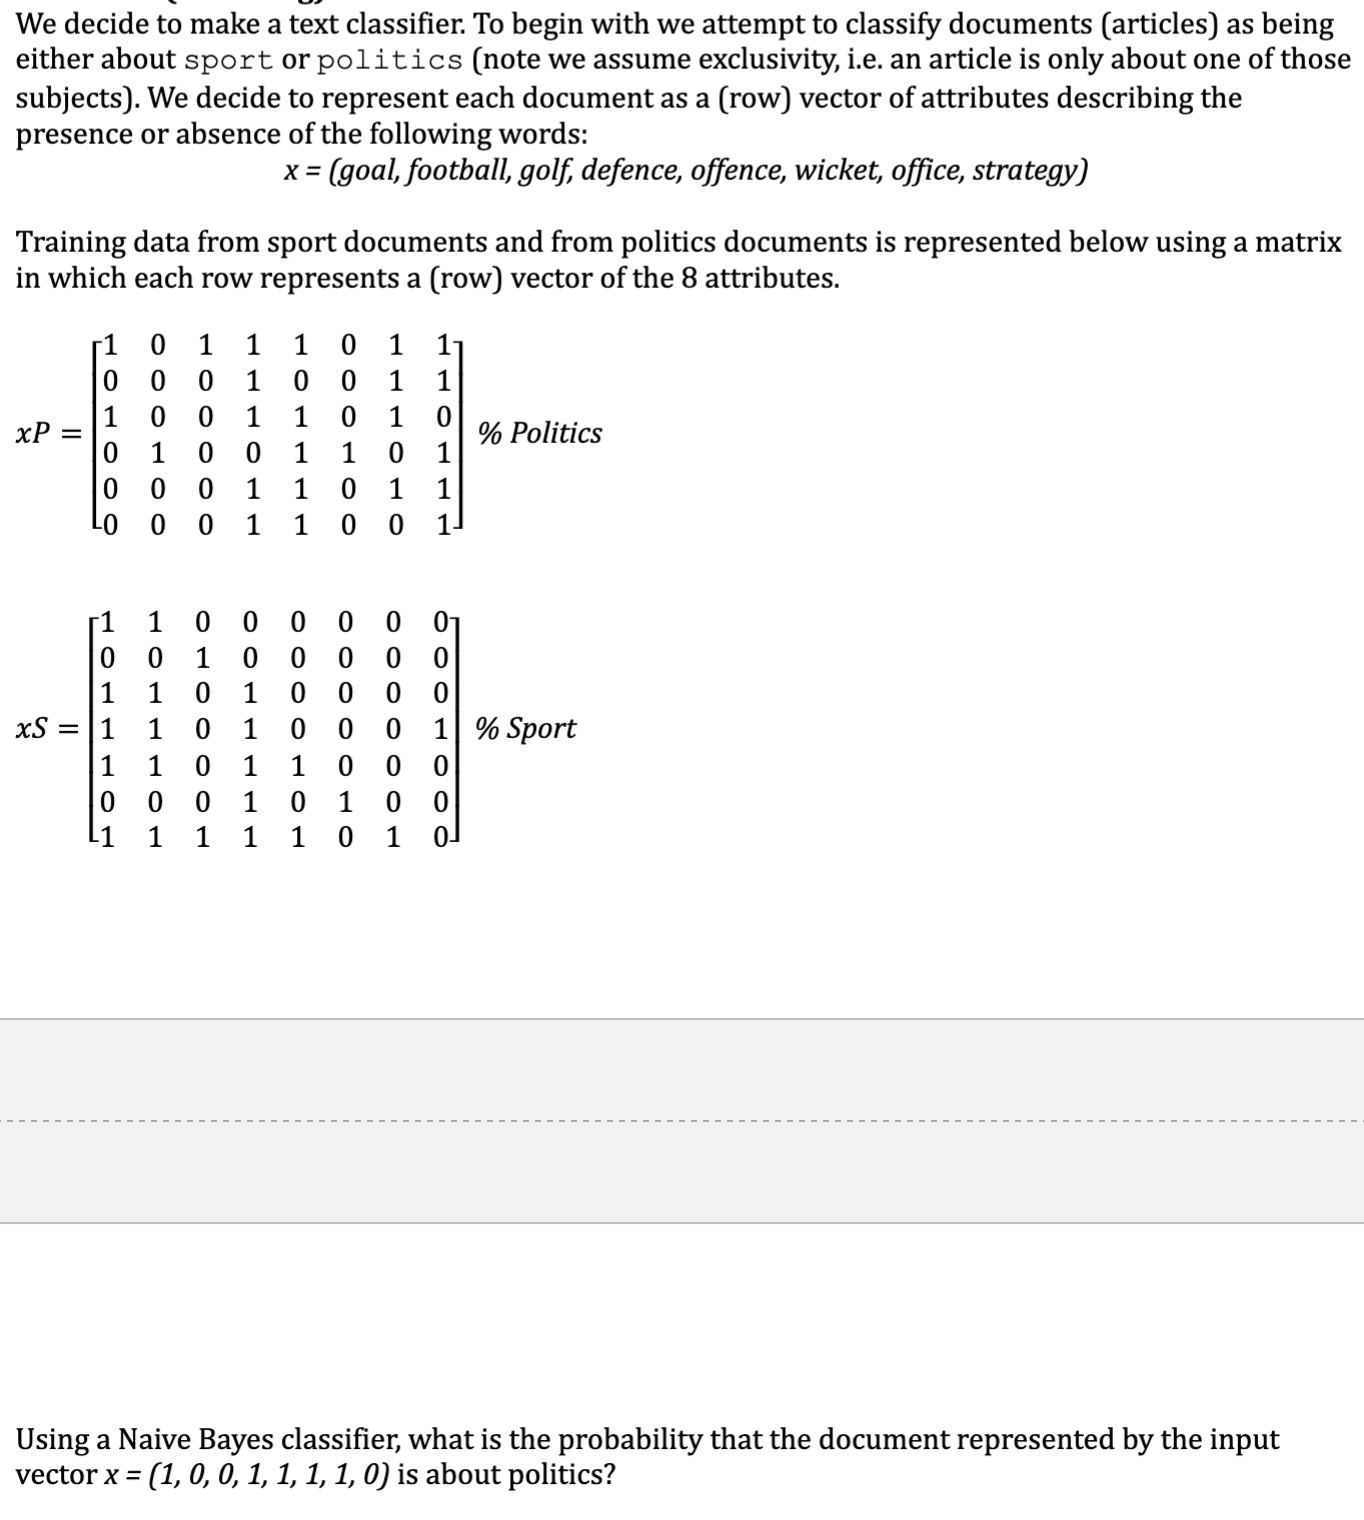 We decide to make a text classifier. To begin with we attempt to classify documents (articles) as being
either about sport or politics (note we assume exclusivity, i.e. an article is only about one of those
subjects). We decide to represent each document as a (row) vector of attributes describing the
presence or absence of the following words:
x = (goal, football, golf, defence, offence, wicket, office, strategy)
Training data from sport documents and from politics documents is represented below using a matrix
in which each row represents a (row) vector of the 8 attributes.
1 0 1 1 1 0 1 1
0 0 0 1 0 0 1 1
1 0 0 1 1 0 1 0
xP = % Politics
0 1 0 0 1 1 0 1
0 0 0 1 1 0 1 1
0 0 0 1 1 0 0 1
1 1 0 0 0 0 0 0
0 0 1 0 0 0 0 0
1 1 0 1 0 0 0 0
xS = 1 1 0 1 0 0 0 1 % Sport
1 1 0 1 1 0 0 0
0 0 0 1 0 1 0 0
1 1 1 1 1 0 1 0
Using a Naive Bayes classifier, what is the probability that the document represented by the input
vector x = (1, 0, 0, 1, 1, 1, 1, 0) is about politics?